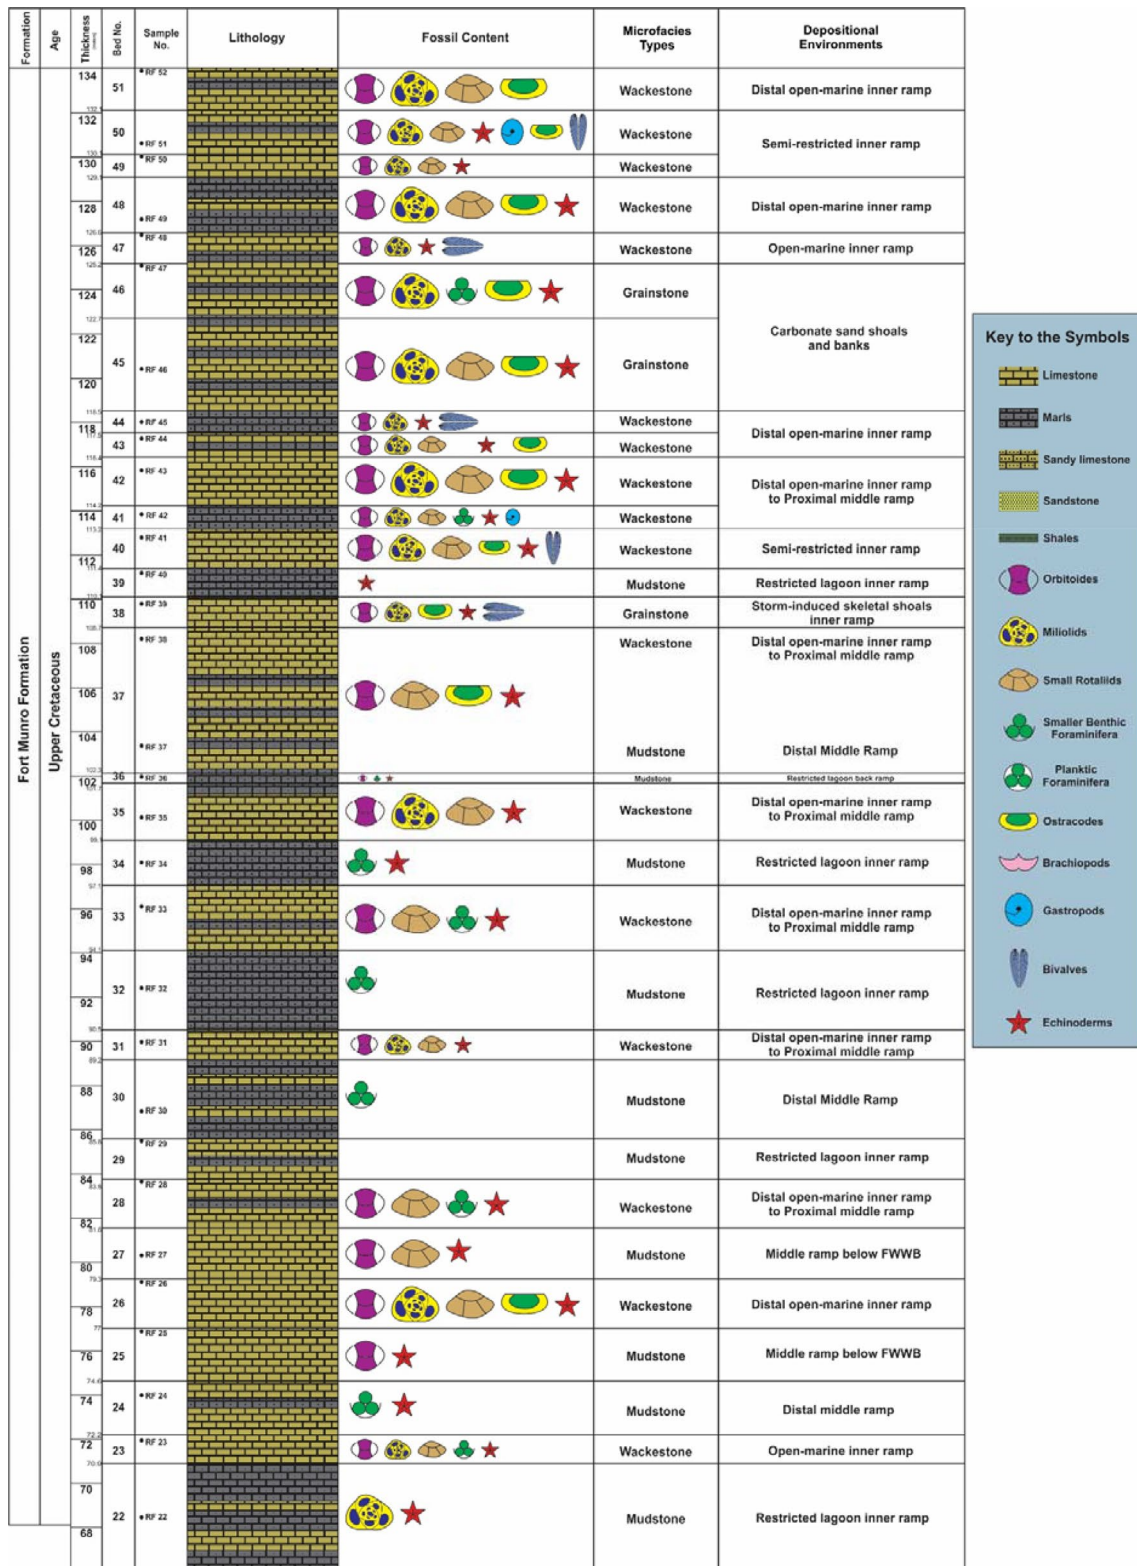 Formation
Age
Thickness
Bed No.
Sample No.
Lithology
Fossil Content
Microfacies Types
Depositional Environments
Fort Munro Formation
Upper Cretaceous
134
51
RF 52
Wackestone
Distal open-marine inner ramp
132
50
RF 51
Wackestone
Semi-restricted inner ramp
130
49
RF 50
Wackestone
128
48
RF 49
Wackestone
Distal open-marine inner ramp
126
47
RF 48
Wackestone
Open-marine inner ramp
124
46
RF 47
Grainstone
Carbonate sand shoals
and banks
122
120
45
RF 46
Grainstone
118.5
44
RF 45
Wackestone
Distal open-marine inner ramp
118
43
RF 44
Wackestone
116
42
RF 43
Wackestone
Distal open-marine inner ramp
to Proximal middle ramp
114
41
RF 42
Wackestone
112
40
RF 41
Wackestone
Semi-restricted inner ramp
39
RF 40
Mudstone
Restricted lagoon inner ramp
110
38
RF 39
Grainstone
Storm-induced skeletal shoals
inner ramp
108
106
104
37
RF 38
Wackestone
Distal open-marine inner ramp
to Proximal middle ramp
RF 37
Mudstone
Distal Middle Ramp
102
36
RF 36
Mudstone
Restricted lagoon back ramp
100
35
RF 35
Wackestone
Distal open-marine inner ramp
to Proximal middle ramp
98
34
RF 34
Mudstone
Restricted lagoon inner ramp
97.1
96
33
RF 33
Wackestone
Distal open-marine inner ramp
to Proximal middle ramp
94
92
32
RF 32
Mudstone
Restricted lagoon inner ramp
90
31
RF 31
Wackestone
Distal open-marine inner ramp
to Proximal middle ramp
89.2
88
30
RF 30
Mudstone
Distal Middle Ramp
86
29
RF 29
Mudstone
Restricted lagoon inner ramp
84
28
RF 28
Wackestone
Distal open-marine inner ramp
to Proximal middle ramp
82
80
27
RF 27
Mudstone
Middle ramp below FWWB
79.3
78
26
RF 26
Wackestone
Distal open-marine inner ramp
77
76
25
RF 25
Mudstone
Middle ramp below FWWB
74.6
74
24
RF 24
Mudstone
Distal middle ramp
72.2
72
23
RF 23
Wackestone
Open-marine inner ramp
70
68
22
RF 22
Mudstone
Restricted lagoon inner ramp
Key to the Symbols
Limestone
Marls
Sandy limestone
Sandstone
Shales
Orbitoides
Miliolids
Small Rotaliids
Smaller Benthic
Foraminifera
Planktic
Foraminifera
Ostracodes
Brachiopods
Gastropods
Bivalves
Echinoderms